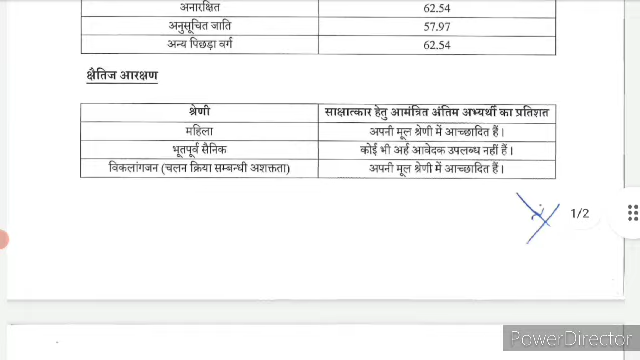 अनारक्षित 62.54
अनुसूचित जाति 57.97
अन्य पिछड़ा वर्ग 62.54
क्षैतिज आरक्षण
श्रेणी साक्षात्कार हेतु आमंत्रित अंतिम अभ्यर्थी का प्रतिशत
महिला अपनी मूल श्रेणी में आच्छादित हैं।
भूतपूर्व सैनिक कोई भी अर्ह आवेदक उपलब्ध नहीं हैं।
विकलांगजन (चलन क्रिया सम्बन्धी अशक्तता) अपनी मूल श्रेणी में आच्छादित हैं।
1/2
PowerDirector